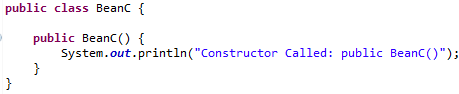 public class BeanC {
public BeanC() {
System.out.println("Constructor Called: public BeanC()");
}
}